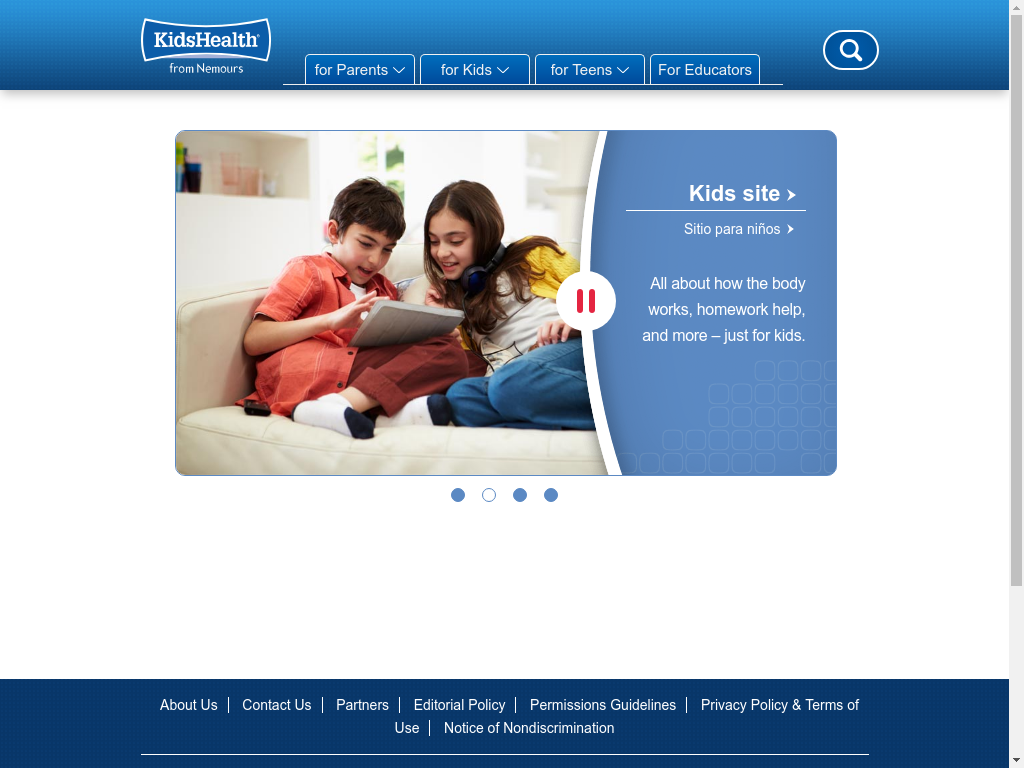 KidsHealth®
from Nemours
for Parents
for Kids
for Teens
For Educators
Kids site
Sitio para niños
All about how the body
works, homework help,
and more – just for kids.
About Us
Contact Us
Partners
Editorial Policy
Permissions Guidelines
Privacy Policy & Terms of
Use
Notice of Nondiscrimination